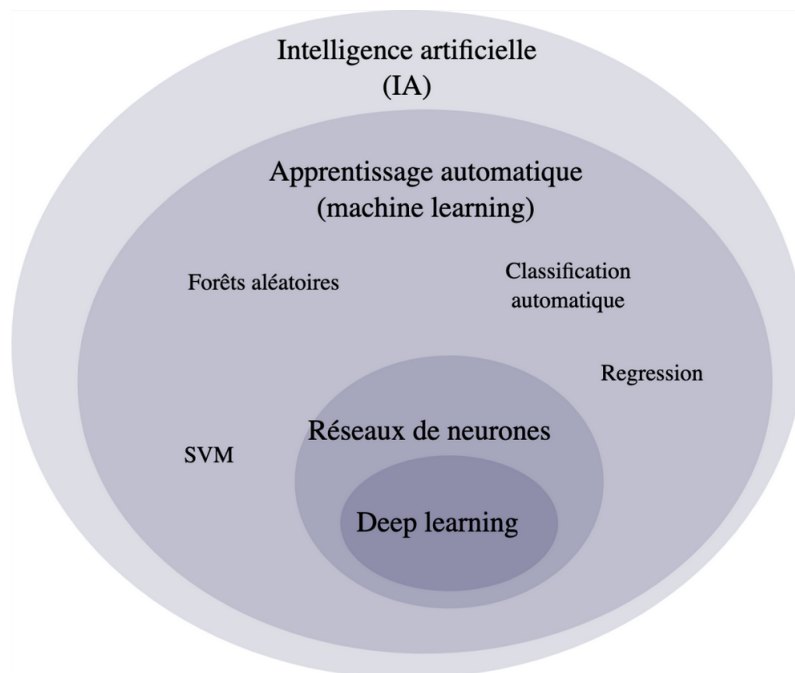 Intelligence artificielle
(IA)
Apprentissage automatique
(machine learning)
Forêts aléatoires
Classification
automatique
Regression
Réseaux de neurones
SVM
Deep learning